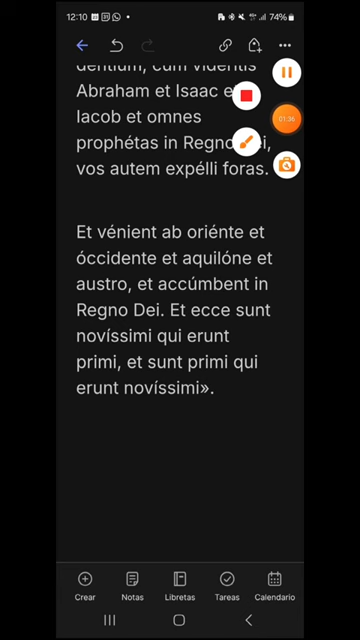 12:10
74%
dentium, cum vidéritis
Abraham et Isaac e
Iacob et omnes
prophétas in Regno ei,
vos autem expélli foras.
01:36
Et vénient ab oriénte et
óccidente et aquilóne et
austro, et accúmbent in
Regno Dei. Et ecce sunt
novíssimi qui erunt
primi, et sunt primi qui
erunt novíssimi».
Crear Notas Libretas Tareas Calendario